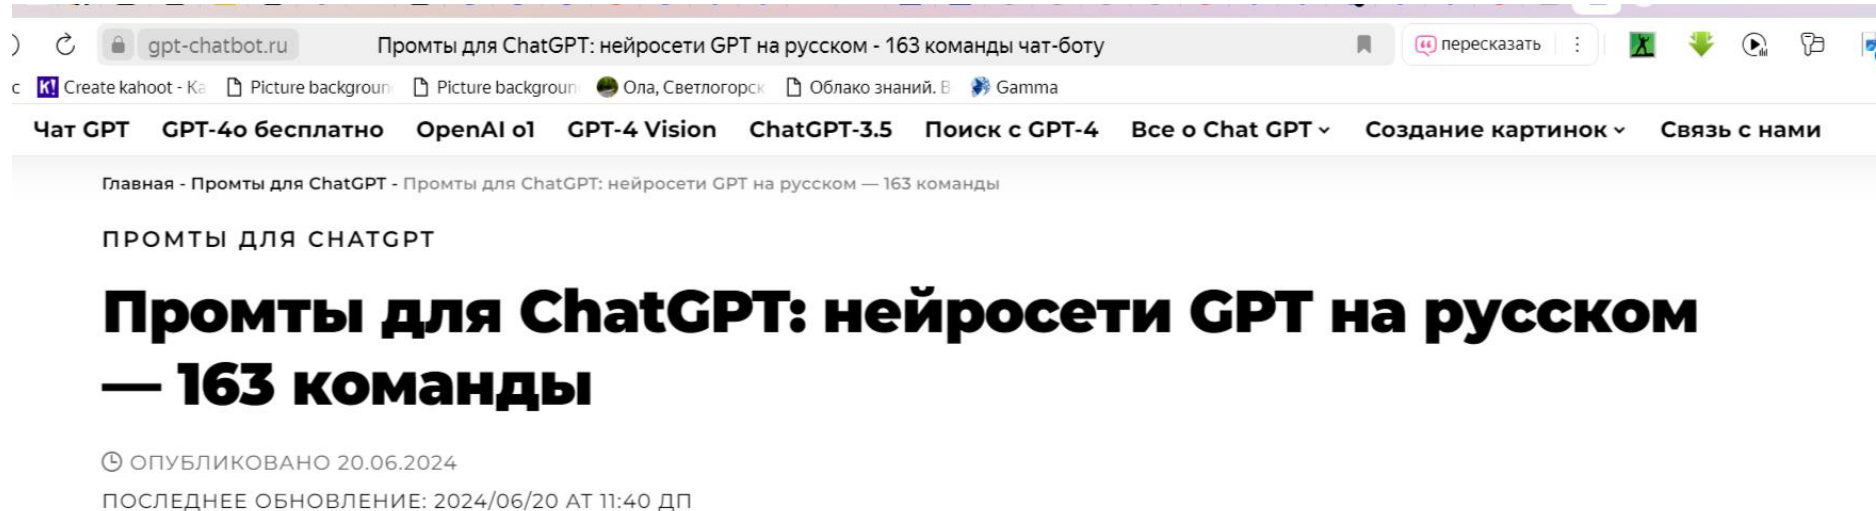 gpt-chatbot.ru Промты для ChatGPT: нейросети GPT на русском - 163 команды чат-боту пересказать
с K! Create kahoot - Ka Picture backgroun Picture backgroun Ола, Светлогорск Облако знаний. В Gamma
Чат GPT GPT-4o бесплатно OpenAI o1 GPT-4 Vision ChatGPT-3.5 Поиск с GPT-4 Все о Chat GPT Создание картинок Связь с нами
Главная - Промты для ChatGPT - Промты для ChatGPT: нейросети GPT на русском — 163 команды
ПРОМТЫ ДЛЯ CHATGPT
Промты для ChatGPT: нейросети GPT на русском
— 163 команды
ОПУБЛИКОВАНО 20.06.2024
ПОСЛЕДНЕЕ ОБНОВЛЕНИЕ: 2024/06/20 AT 11:40 ДП